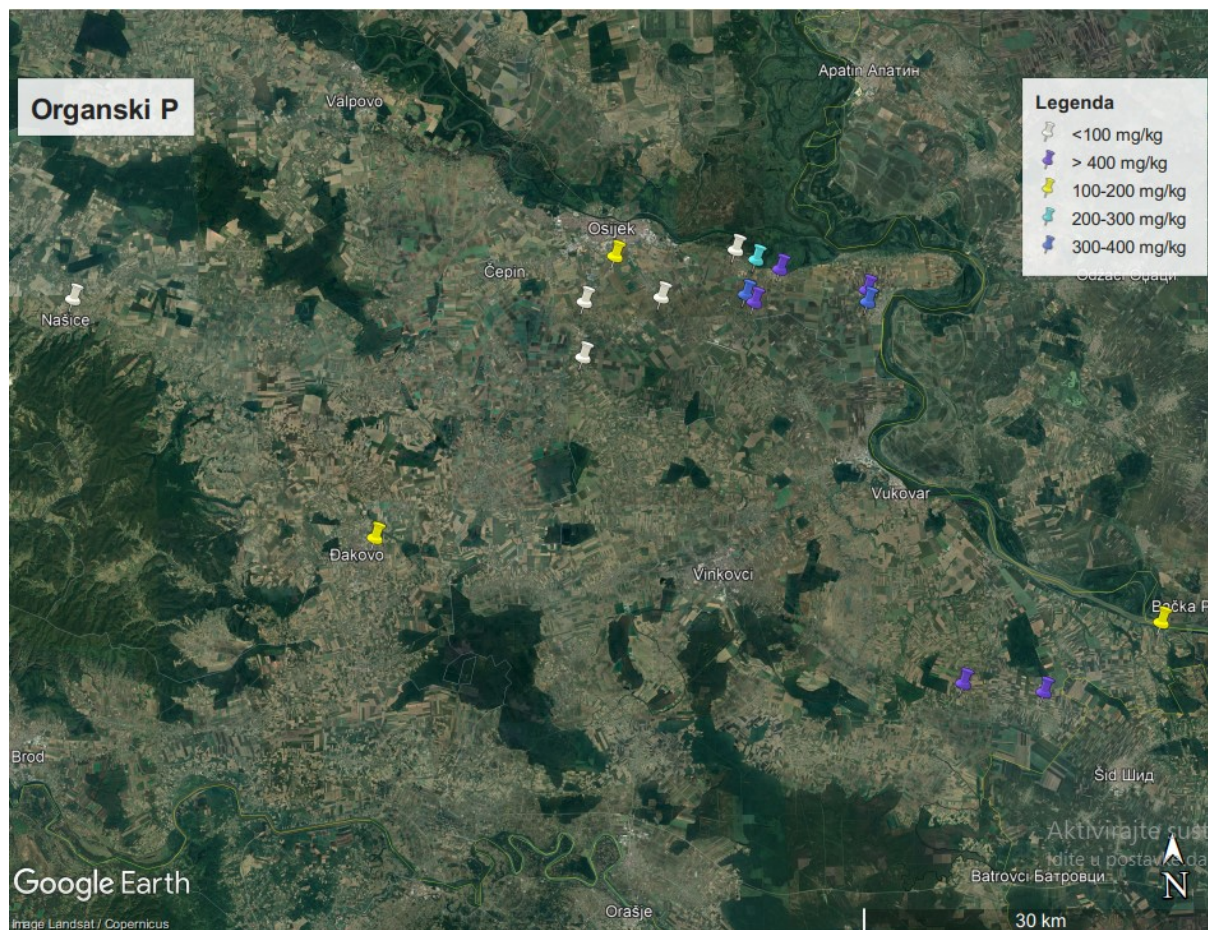 Organski P
Valpovo
Apatin Апатин
Legenda
<100 mg/kg
> 400 mg/kg
100-200 mg/kg
200-300 mg/kg
300-400 mg/kg
Osijek
Čepin
Odžaci Оџаци
Našice
Vukovar
Đakovo
Vinkovci
Bačka P
Brod
Šid Шид
Aktivirajte sust
Idite u postavke da
Batrovci Батровци
N
Google Earth
Orašje
30 km
Image Landsat / Copernicus